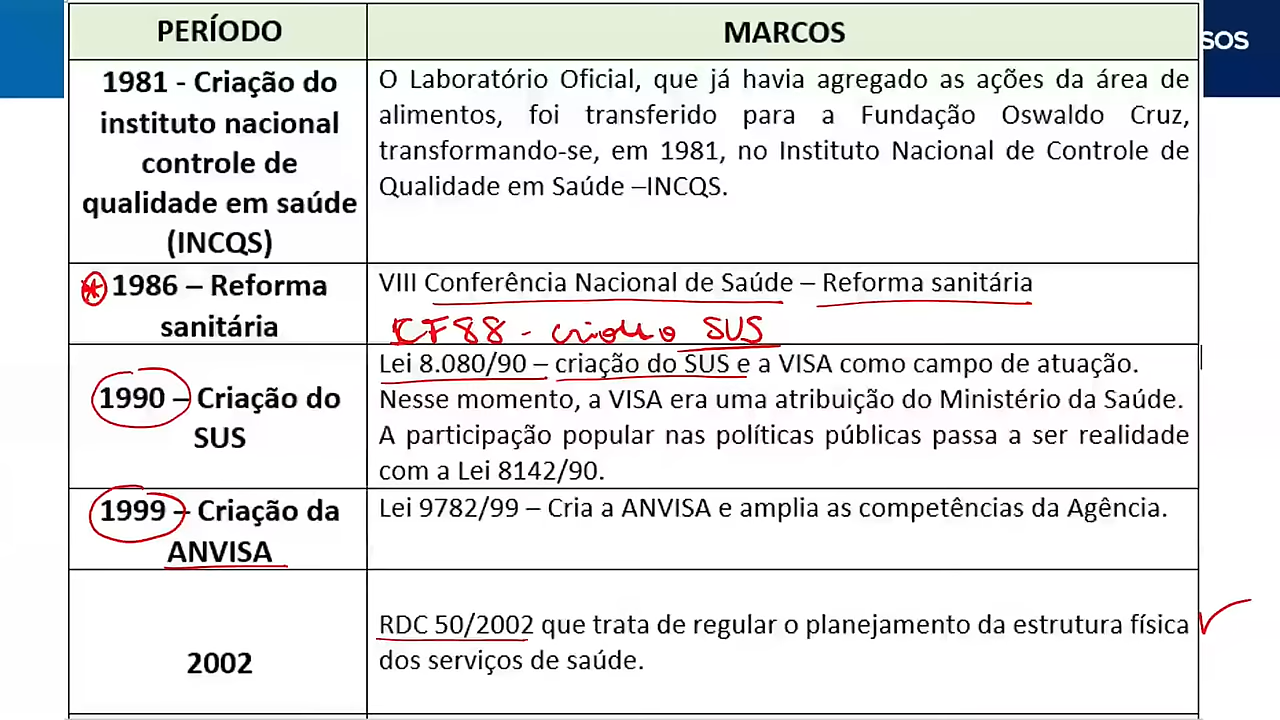 PERÍODO
MARCOS
SOS
1981 - Criação do
instituto nacional
controle de
qualidade em saúde
(INCQS)
O Laboratório Oficial, que já havia agregado as ações da área de
alimentos, foi transferido para a Fundação Oswaldo Cruz,
transformando-se, em 1981, no Instituto Nacional de Controle de
Qualidade em Saúde –INCQS.
1986 – Reforma
sanitária
VIII Conferência Nacional de Saúde – Reforma sanitária
CF88 - criou o SUS
1990 – Criação do
SUS
Lei 8.080/90 – criação do SUS e a VISA como campo de atuação.
Nesse momento, a VISA era uma atribuição do Ministério da Saúde.
A participação popular nas políticas públicas passa a ser realidade
com a Lei 8142/90.
1999 – Criação da
ANVISA
Lei 9782/99 – Cria a ANVISA e amplia as competências da Agência.
2002
RDC 50/2002 que trata de regular o planejamento da estrutura física
dos serviços de saúde.